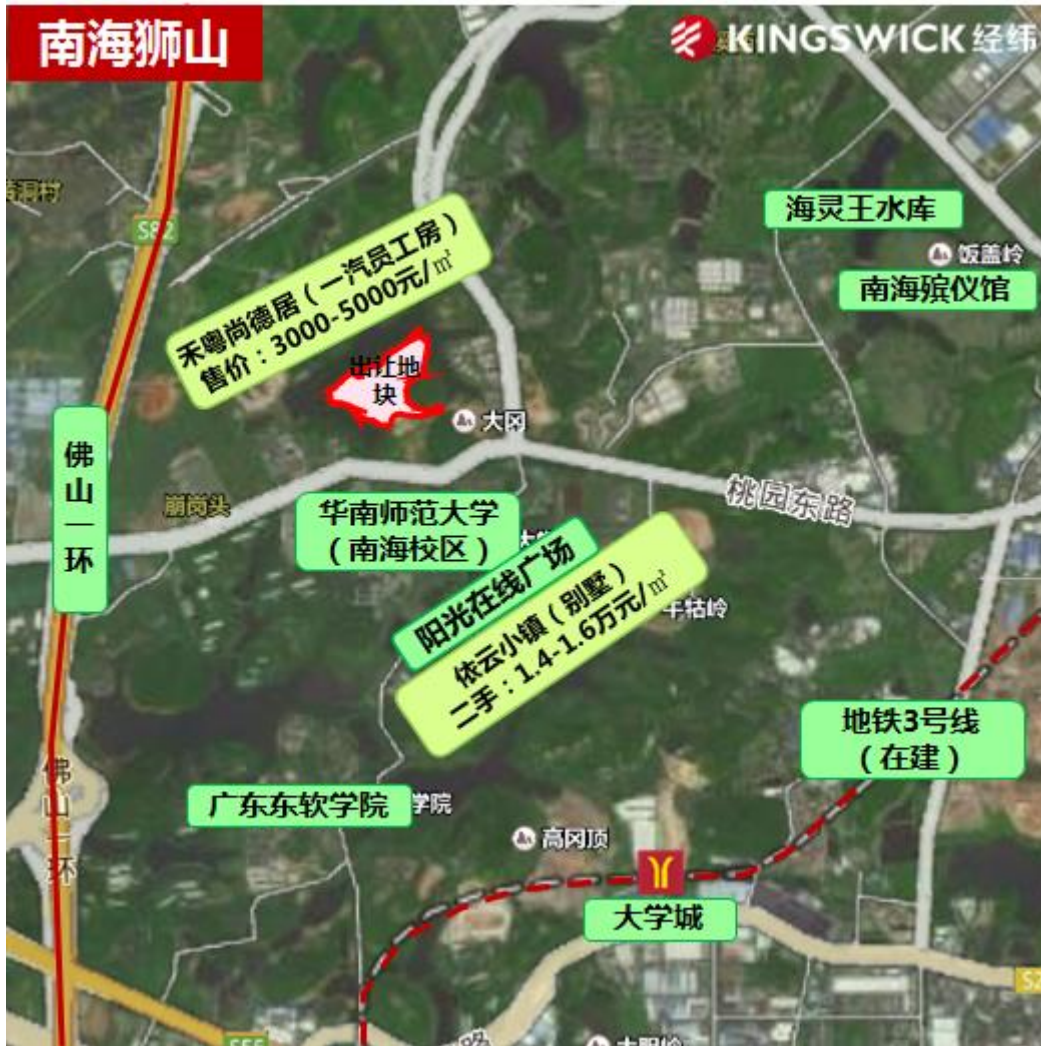 南海狮山
KINGSWICK 经纬
海灵王水库
S82
饭盖岭
南海殡仪馆
禾粤尚德居（一汽员工房）
售价：3000-5000元/㎡
出让地
块
大冈
佛山一环
崩岗头
桃园东路
华南师范大学
（南海校区）
阳光在线广场
依云小镇（别墅）
二手：1.4-1.6万元/㎡
牛牯岭
地铁3号线
（在建）
佛山一环
广东东软学院
学院
高冈顶
大学城